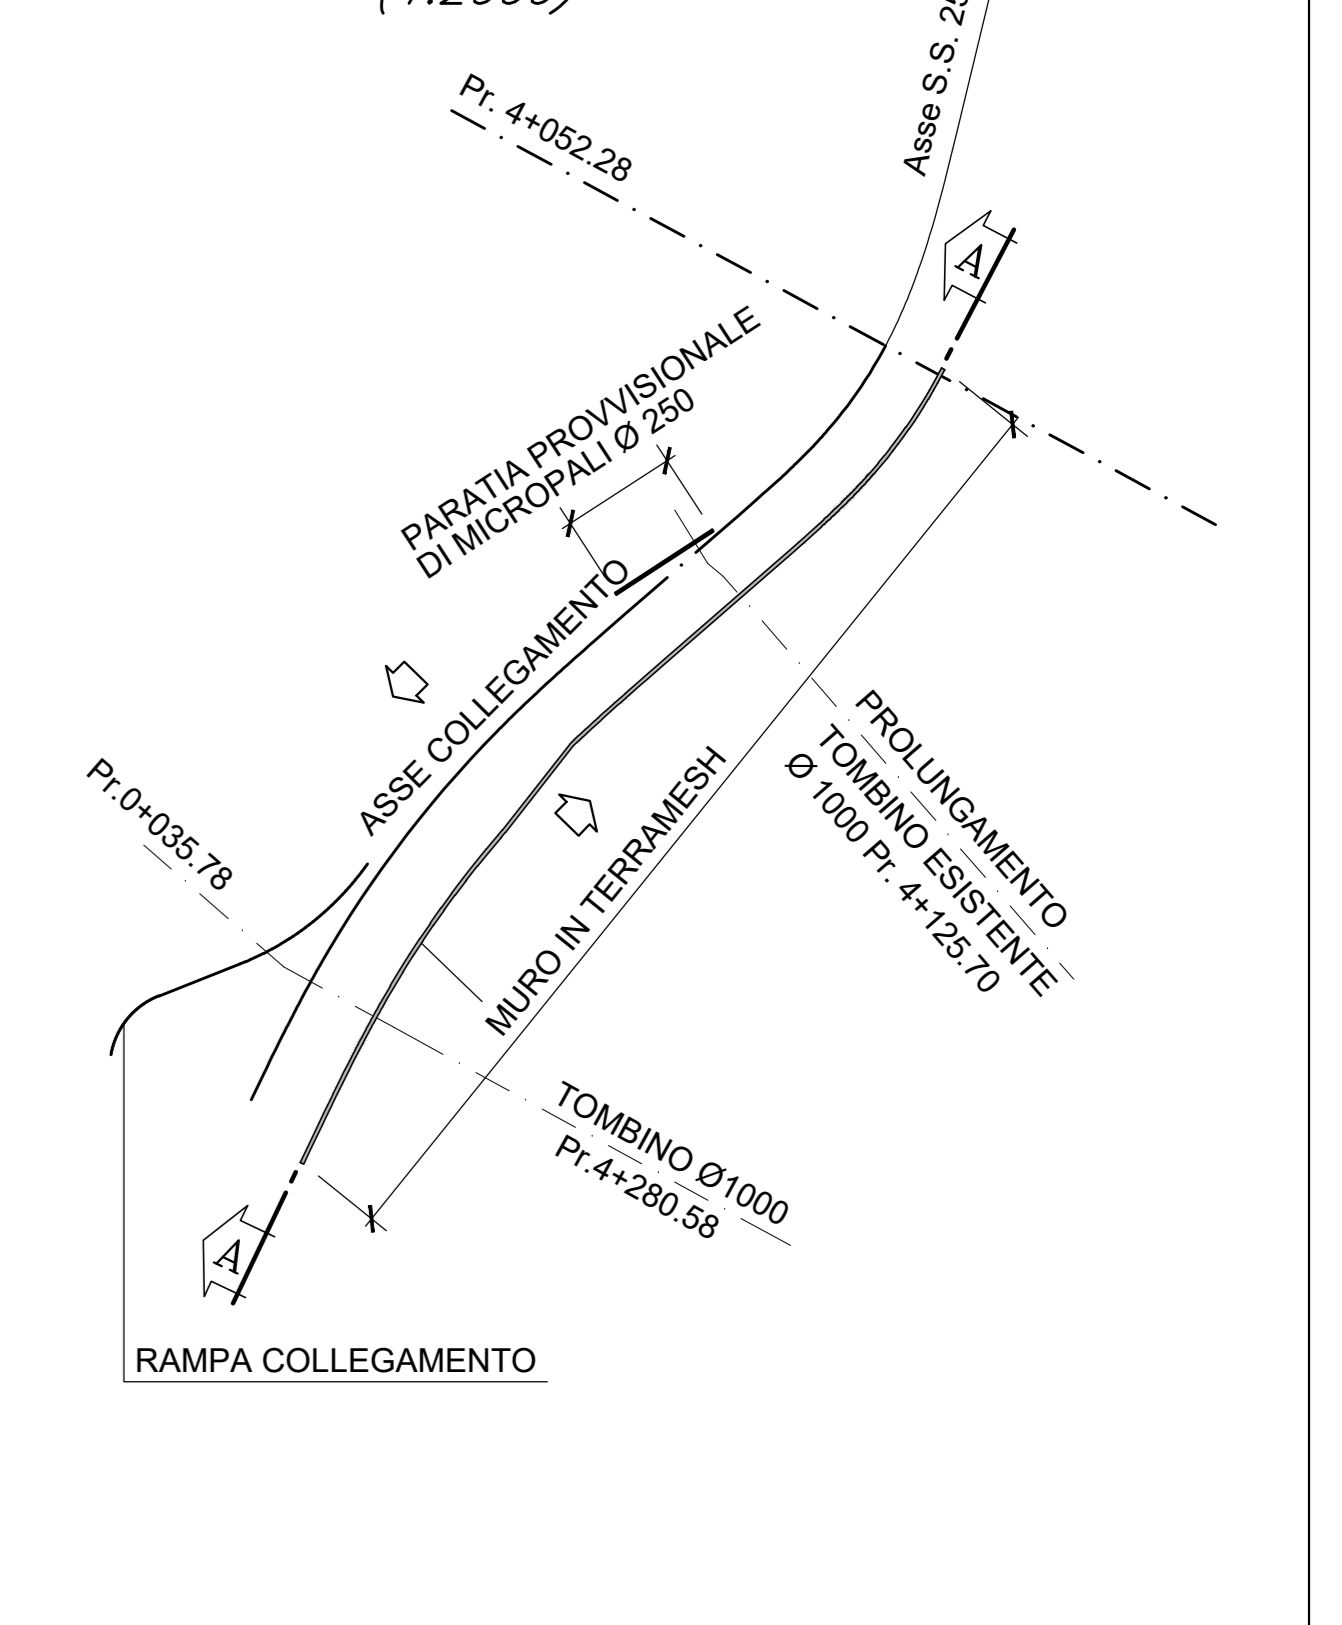 Asse S.S. 25
Pr. 4+052.28
A
PARATIA PROVVISIONALE
DI MICROPALI Ø 250
ASSE COLLEGAMENTO
Pr.0+035.78
PROLUNGAMENTO
TOMBINO ESISTENTE
Ø 1000 Pr. 4+125.70
MURO IN TERRAMESH
TOMBINO Ø1000
Pr.4+280.58
A
RAMPA COLLEGAMENTO